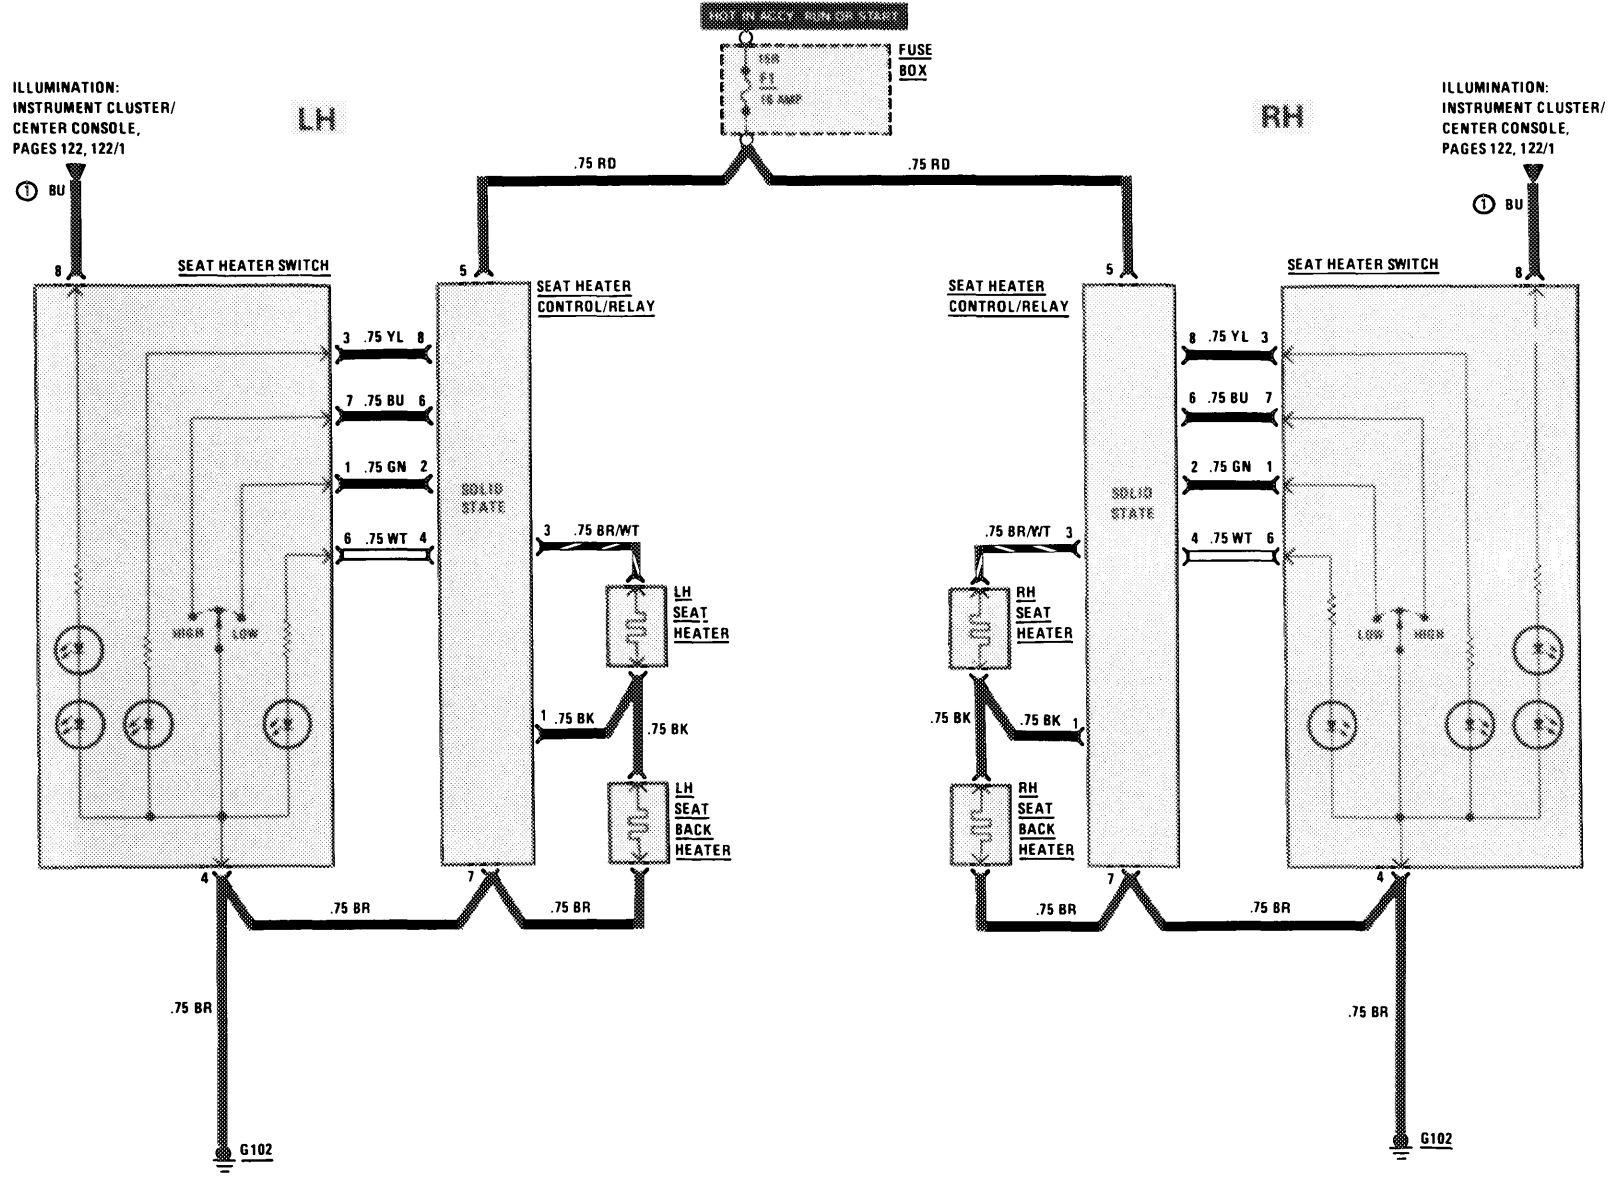 HOT IN ACCY, RUN OR START
FUSE
BOX
15R
F1
16 AMP
ILLUMINATION:
INSTRUMENT CLUSTER/
CENTER CONSOLE,
PAGES 122, 122/1
1 BU
LH
.75 RD
.75 RD
RH
ILLUMINATION:
INSTRUMENT CLUSTER/
CENTER CONSOLE,
PAGES 122, 122/1
1 BU
8
SEAT HEATER SWITCH
5
SEAT HEATER
CONTROL/RELAY
SEAT HEATER
CONTROL/RELAY
5
SEAT HEATER SWITCH
8
3 .75 YL 8
7 .75 BU 6
1 .75 GN 2
6 .75 WT 4
SOLID
STATE
HIGH
LOW
3 .75 BR/WT
LH
SEAT
HEATER
1 .75 BK
.75 BK
LH
SEAT
BACK
HEATER
4
7
.75 BR
.75 BR
.75 BR
G102
8 .75 YL 3
6 .75 BU 7
2 .75 GN 1
4 .75 WT 6
SOLID
STATE
LOW
HIGH
.75 BR/WT 3
RH
SEAT
HEATER
.75 BK
.75 BK 1
RH
SEAT
BACK
HEATER
7
4
.75 BR
.75 BR
.75 BR
G102